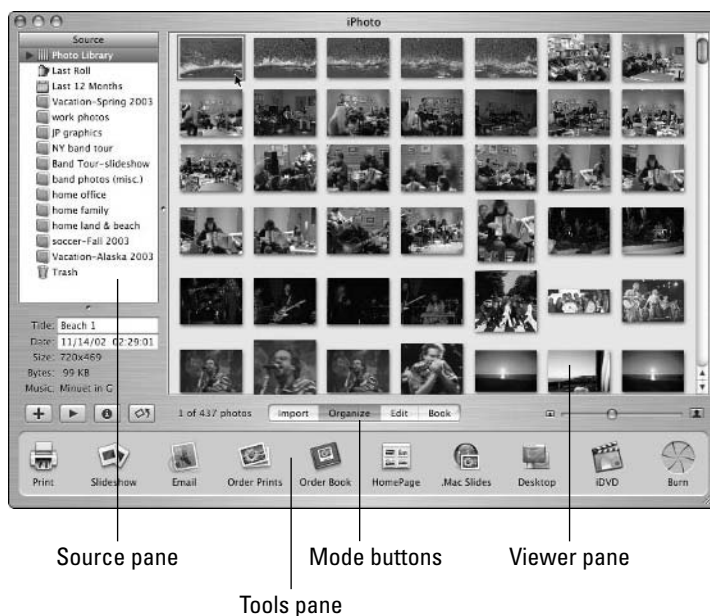 iPhoto
Source
Photo Library
Last Roll
Last 12 Months
Vacation-Spring 2003
work photos
JP graphics
NY band tour
Band Tour-slideshow
band photos (misc.)
home office
home family
home land & beach
soccer-Fall 2003
Vacation-Alaska 2003
Trash
Title: Beach 1
Date: 11/14/02 02:29:01
Size: 720x469
Bytes: 99 KB
Music: Minuet in G
1 of 437 photos Import Organize Edit Book
Print Slideshow Email Order Prints Order Book HomePage .Mac Slides Desktop iDVD Burn
Source pane Mode buttons Viewer pane
Tools pane